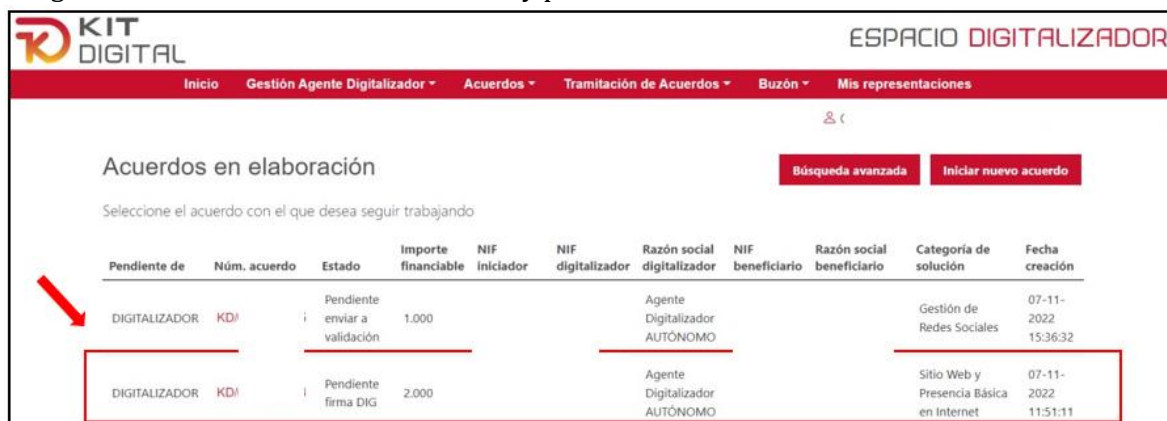 KIT
DIGITAL
ESPACIO DIGITALIZADOR
Inicio Gestión Agente Digitalizador Acuerdos Tramitación de Acuerdos Buzón Mis representaciones
Acuerdos en elaboración
Búsqueda avanzada Iniciar nuevo acuerdo
Seleccione el acuerdo con el que desea seguir trabajando
Pendiente de Núm. acuerdo Estado Importe financiable NIF iniciador NIF digitalizador Razón social digitalizador NIF beneficiario Razón social beneficiario Categoría de solución Fecha creación
DIGITALIZADOR KD Pendiente enviar a validación 1.000 Agente Digitalizador AUTÓNOMO Gestión de Redes Sociales 07-11-2022 15:36:32
DIGITALIZADOR KD Pendiente firma DIG 2.000 Agente Digitalizador AUTÓNOMO Sitio Web y Presencia Básica en Internet 07-11-2022 11:51:11